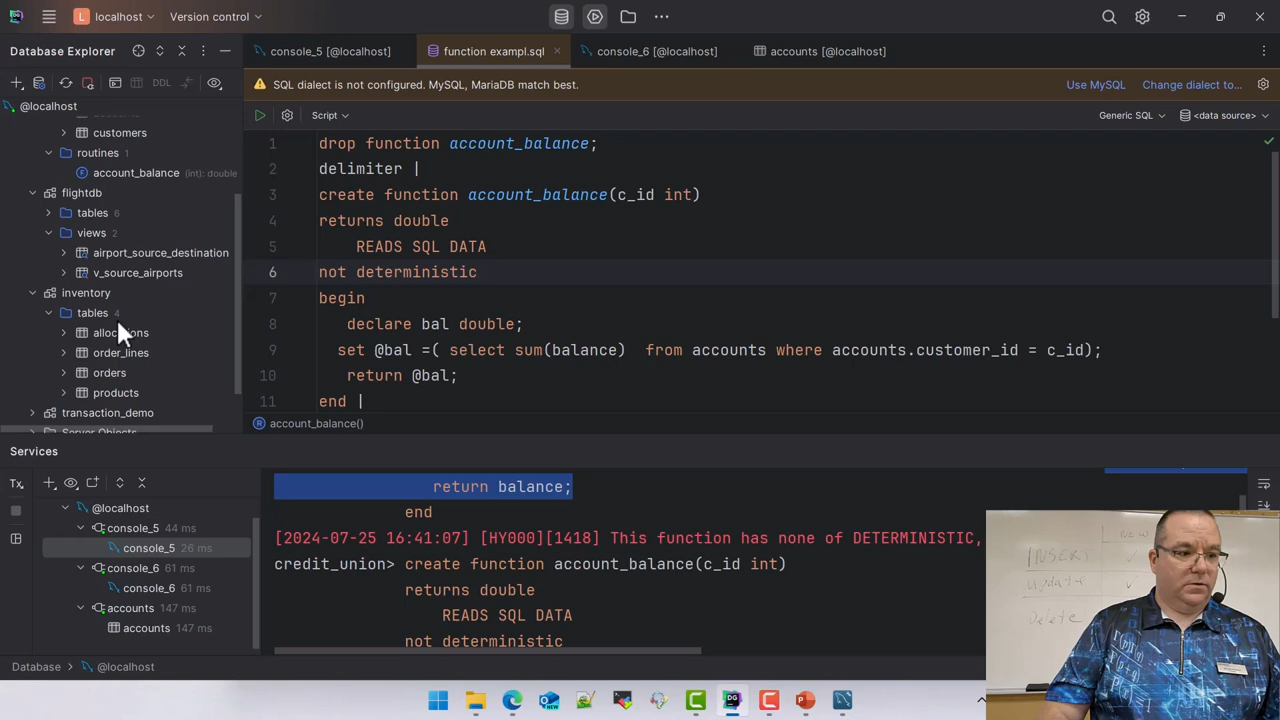 L localhost Version control
Database Explorer
console_5 [@localhost]
function exampl.sql
console_6 [@localhost]
accounts [@localhost]
DDL
SQL dialect is not configured. MySQL, MariaDB match best.
Use MySQL
Change dialect to...
Script
Generic SQL
<data source>
@localhost
customers
routines 1
account_balance (int): double
flightdb
tables 6
views 2
airport_source_destination
v_source_airports
inventory
tables 4
allocations
order_lines
orders
products
transaction_demo
1 drop function account_balance;
2 delimiter |
3 create function account_balance(c_id int)
4 returns double
5 READS SQL DATA
6 not deterministic
7 begin
8 declare bal double;
9 set @bal =( select sum(balance)  from accounts where accounts.customer_id = c_id);
10 return @bal;
11 end |
account_balance()
Services
Tx
@localhost
console_5 44 ms
console_5 26 ms
console_6 61 ms
console_6 61 ms
accounts 147 ms
accounts 147 ms
return balance;
end
[2024-07-25 16:41:07] [HY000][1418] This function has none of DETERMINISTIC,
credit_union> create function account_balance(c_id int)
returns double
READS SQL DATA
not deterministic
Database > @localhost
NEW
INSERT
Update
Delete